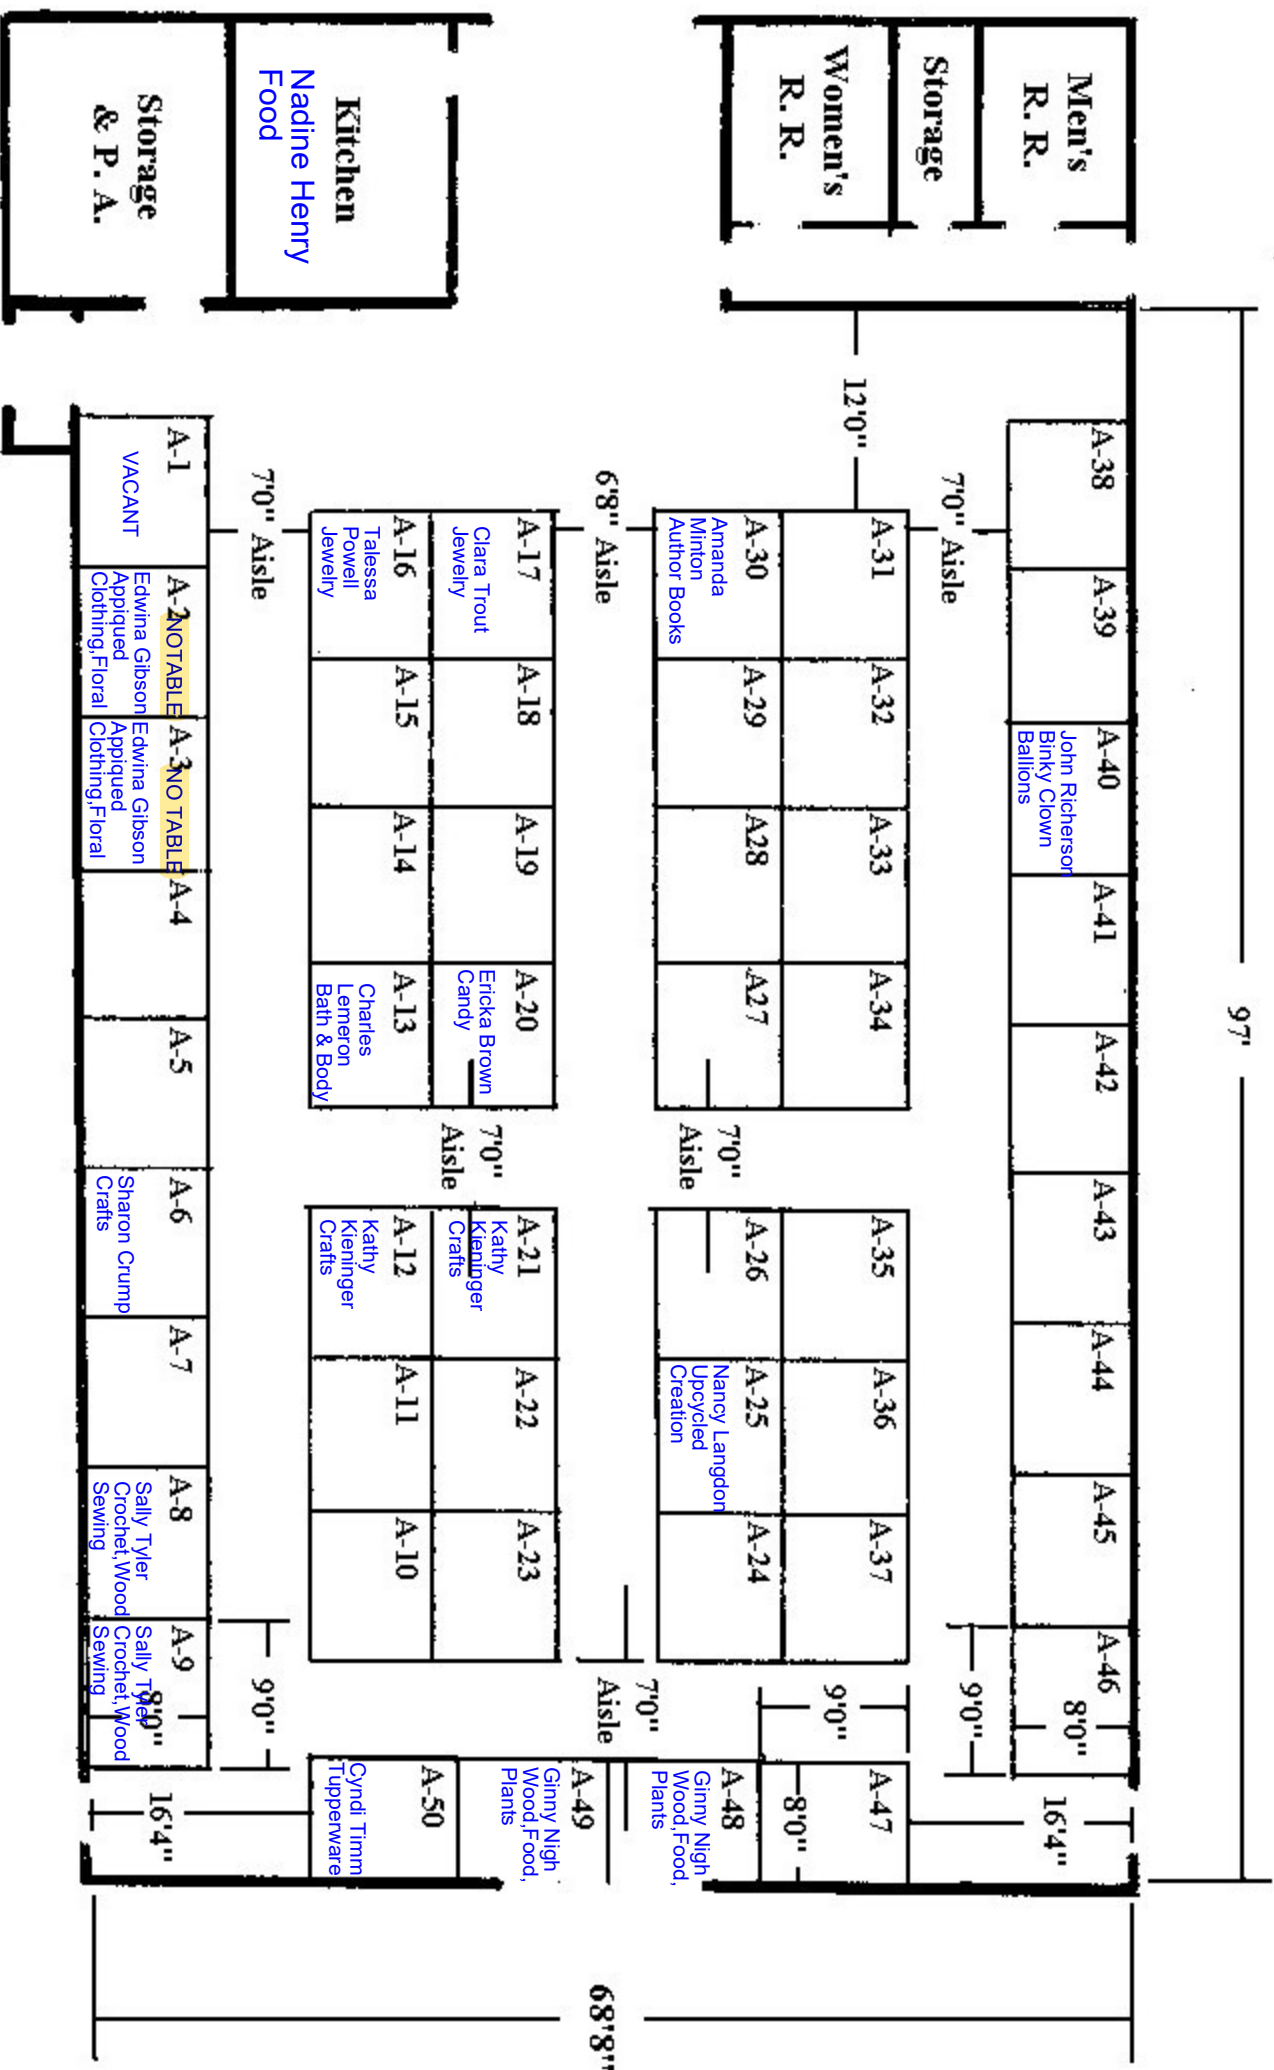 Men's
R. R.
Storage
Women's
R. R.
Kitchen
Nadine Henry
Food
Storage
& P. A.
97'
12'0"
A-38
A-39
A-40
John Richerson
Binky Clown
Ballions
A-41
A-42
A-43
A-44
A-45
A-46
8'0"
9'0"
16'4"
7'0" Aisle
A-31
A-32
A-33
A-34
A-35
A-36
A-37
9'0"
A-47
8'0"
A-30
Amanda
Minton
Author Books
A-29
A28
A27
7'0"
Aisle
A-26
A-25
Nancy Langdon
Upcycled
Creation
A-24
A-48
Ginny Nigh
Wood,Food,
Plants
6'8" Aisle
7'0"
Aisle
A-49
Ginny Nigh
Wood,Food,
Plants
A-17
Clara Trout
Jewelry
A-18
A-19
A-20
Ericka Brown
Candy
7'0"
Aisle
A-21
Kathy
Kieninger
Crafts
A-22
A-23
A-16
Talessa
Powell
Jewelry
A-15
A-14
A-13
Charles
Lemeron
Bath & Body
A-12
Kathy
Kieninger
Crafts
A-11
A-10
A-50
Cyndi Timm
Tupperware
7'0" Aisle
9'0"
A-1
VACANT
A-2
NOTABLE
Edwina Gibson
Appiqued
Clothing,Floral
A-3
NO TABLE
Edwina Gibson
Appiqued
Clothing,Floral
A-4
A-5
A-6
Sharon Crump
Crafts
A-7
A-8
Sally Tyler
Crochet,Wood
Sewing
A-9
Sally Tyler
Crochet,Wood
Sewing
8'0"
16'4"
68'8"